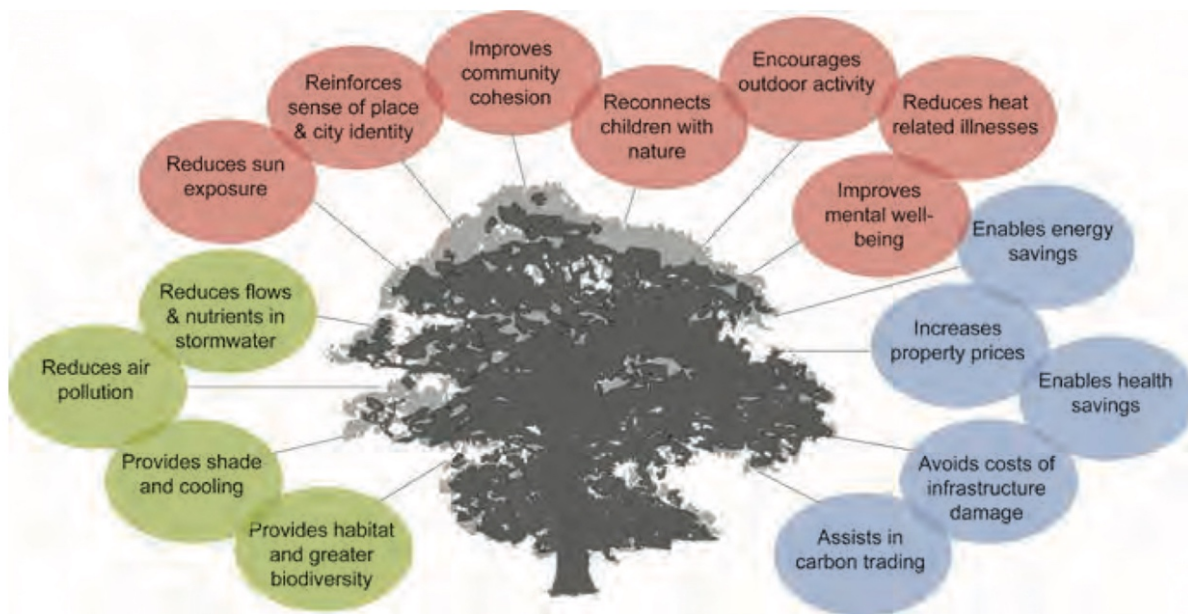 Reduces sun
exposure
Reinforces
sense of place
& city identity
Improves
community
cohesion
Reconnects
children with
nature
Encourages
outdoor activity
Reduces heat
related illnesses
Improves
mental well-
being
Enables energy
savings
Increases
property prices
Enables health
savings
Avoids costs of
infrastructure
damage
Assists in
carbon trading
Reduces flows
& nutrients in
stormwater
Reduces air
pollution
Provides shade
and cooling
Provides habitat
and greater
biodiversity